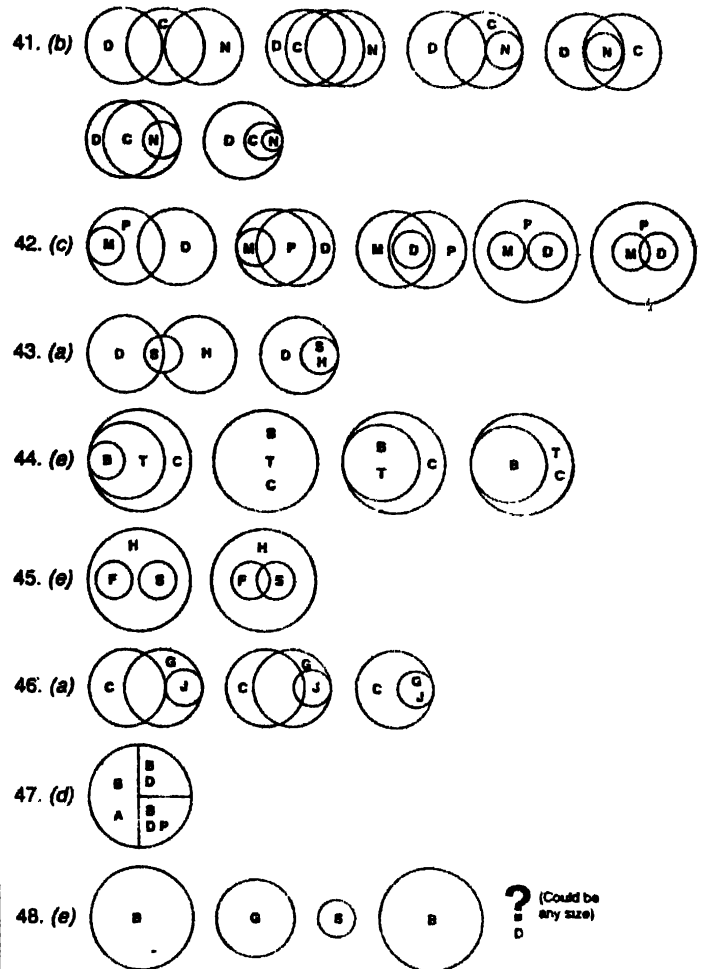 41. (b) D C N D C N D C N D N C
D C N D C N
42. (c) M P D M P D M D P P M D P M D
43. (a) D S H D S H
44. (e) B T C B T C B T C B T C
45. (e) H F S H F S
46. (a) C G J C G J C G J
47. (d) B D
A
D P
48. (e) B G S B ? (Could be
any size)
D